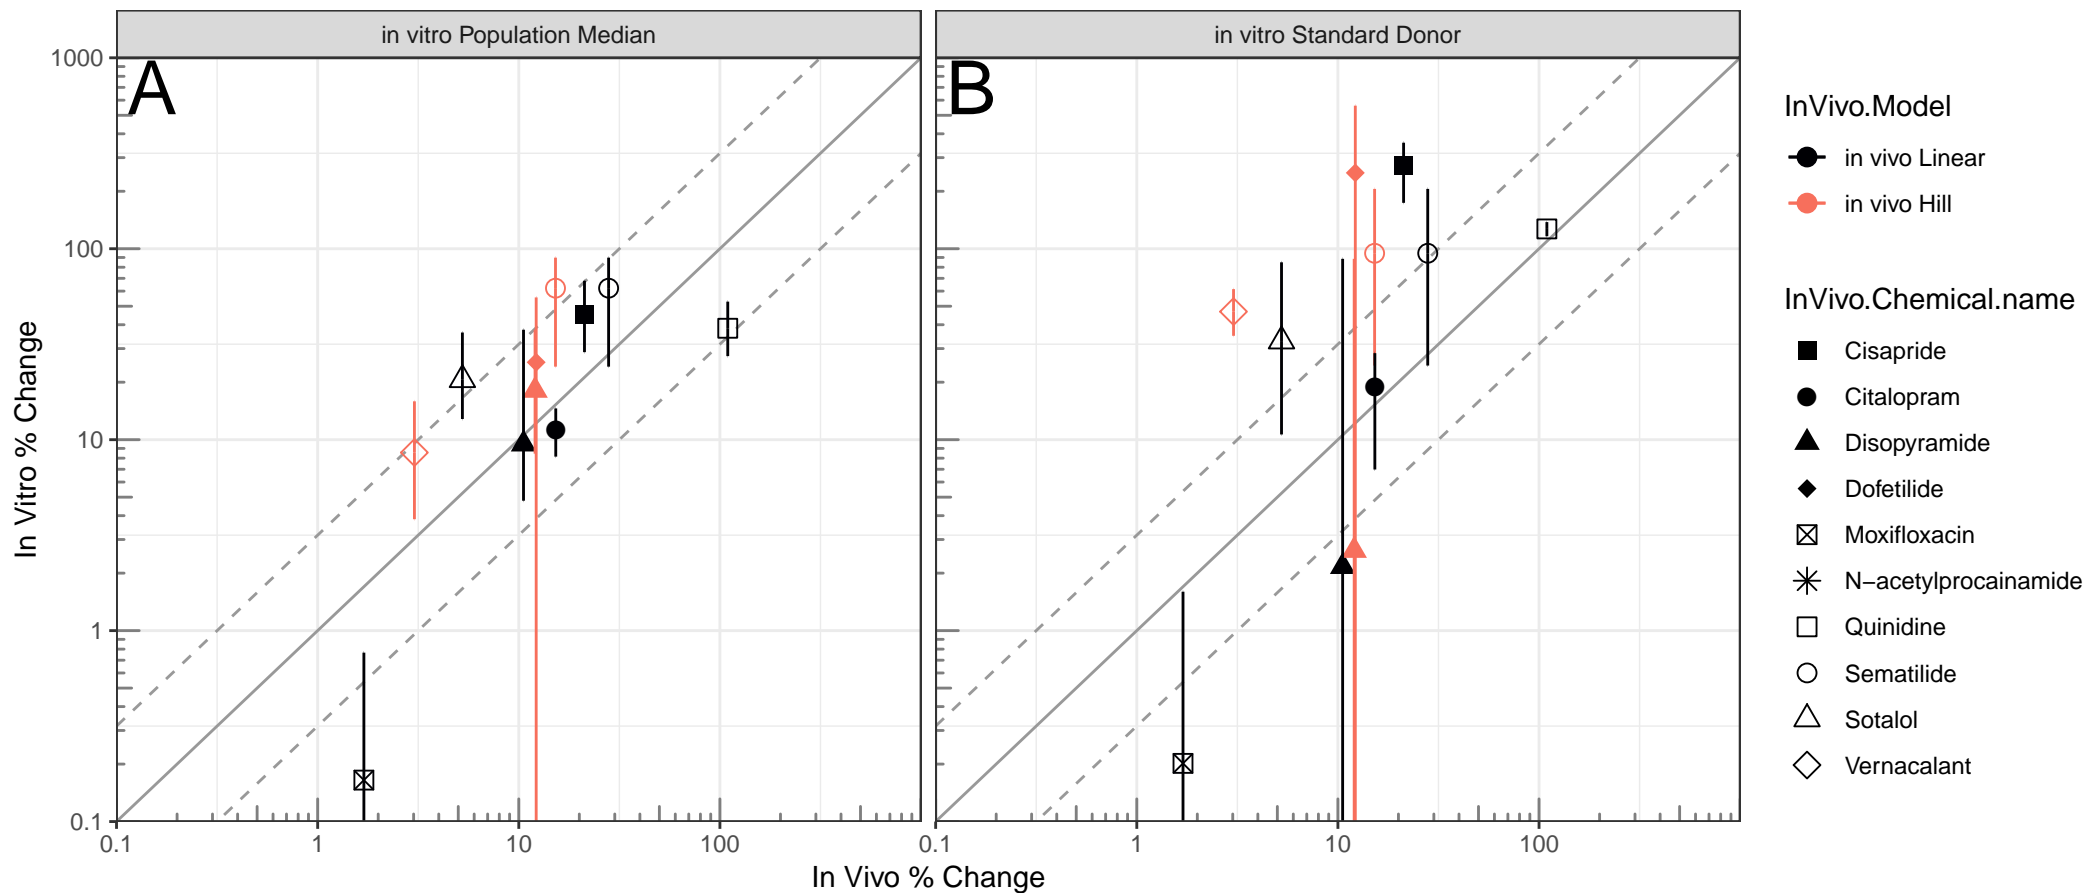 in vitro Population Median
in vitro Standard Donor
A
B
1000
100
10
1
0.1
In Vitro % Change
0.1
1
10
100
0.1
1
10
100
In Vivo % Change
InVivo.Model
in vivo Linear
in vivo Hill
InVivo.Chemical.name
Cisapride
Citalopram
Disopyramide
Dofetilide
Moxifloxacin
N−acetylprocainamide
Quinidine
Sematilide
Sotalol
Vernacalant